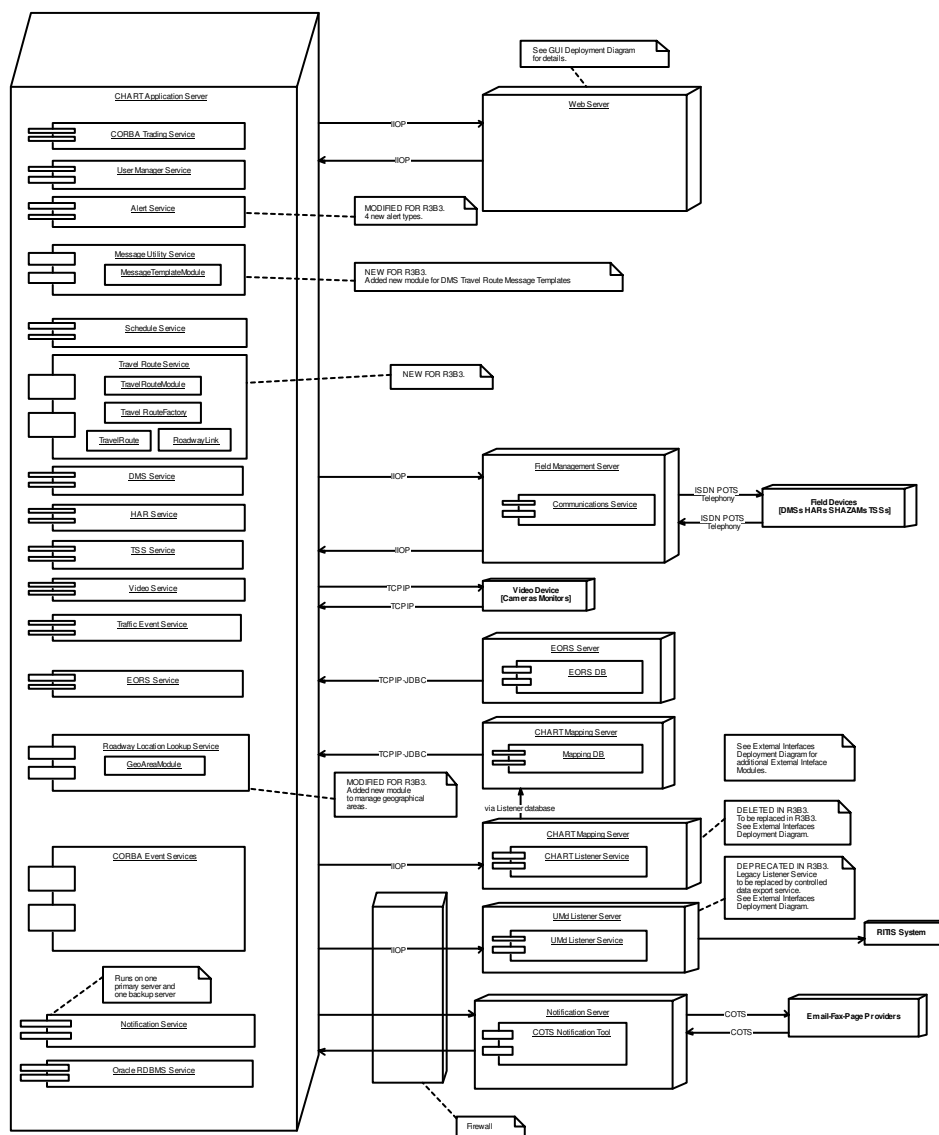 See GUI Deployment Diagram
for details.
CHART Application Server
Web Server
CORBA Trading Service
IIOP
IIOP
User Manager Service
Alert Service
MODIFIED FOR R3B3.
4 new alert types.
Message Utility Service
MessageTemplateModule
NEW FOR R3B3.
Added new module for DMS Travel Route Message Templates
Schedule Service
Travel Route Service
TravelRouteModule
NEW FOR R3B3.
Travel RouteFactory
TravelRoute
RoadwayLink
DMS Service
IIOP
Field Management Server
Communications Service
ISDN POTS
Telephony
ISDN POTS
Telephony
Field Devices
[DMSs HARs SHAZAMs TSSs]
HAR Service
TSS Service
IIOP
Video Service
TCPIP
TCPIP
Video Device
[Cameras Monitors]
Traffic Event Service
EORS Server
EORS DB
EORS Service
TCPIP-JDBC
CHART Mapping Server
Mapping DB
Roadway Location Lookup Service
GeoAreaModule
TCPIP-JDBC
See External Interfaces
Deployment Diagram for
additional External Inteface
Modules.
MODIFIED FOR R3B3.
Added new module
to manage geographical
areas.
via Listener database
DELETED IN R3B3.
To be replaced in R3B3.
See External Interfaces
Deployment Diagram.
CHART Mapping Server
CHART Listener Service
CORBA Event Services
IIOP
DEPRECATED IN R3B3.
Legacy Listener Service
to be replaced by controlled
data export service.
See External Interfaces
Deployment Diagram.
UMd Listener Server
UMd Listener Service
IIOP
RITIS System
Runs on one
primary server and
one backup server
Notification Service
Notification Server
COTS Notification Tool
COTS
COTS
Email-Fax-Page Providers
Oracle RDBMS Service
Firewall